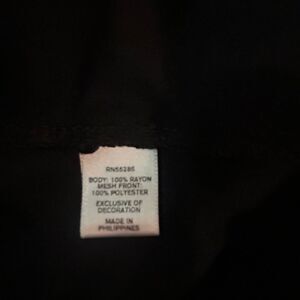 RN55285
BODY: 100% RAYON
MESH FRONT:
100% POLYESTER
EXCLUSIVE OF
DECORATION
MADE IN
PHILIPPINES